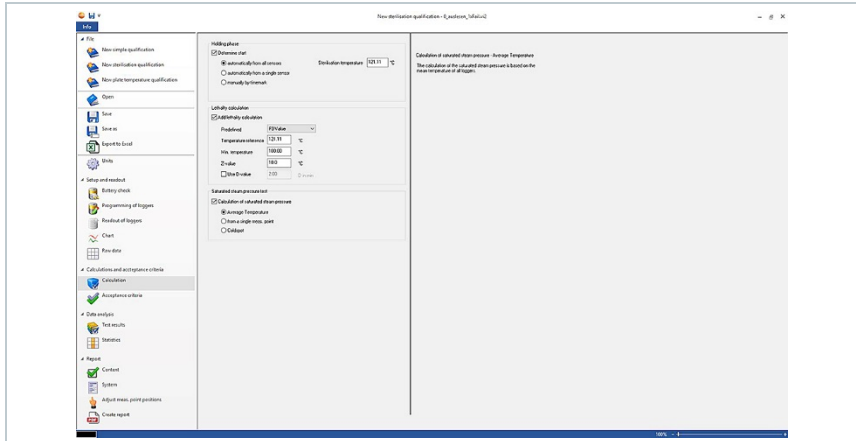 New sterilisation qualification -
Info
File
New simple qualification
New sterilisation qualification
New plate temperature qualification
Open
Save
Save as
Export to Excel
Units
Setup and readout
Battery check
Programming of loggers
Readout of loggers
Chart
Raw data
Calculations and acceptance criteria
Calculation
Acceptance criteria
Data analysis
Test results
Statistics
Report
Content
System
Adjust meas. point positions
Create report
Holding phase
Determine start
automatically from all sensors
Sterilisation temperature 121.11 °C
automatically from a single sensor
manually by timemark
Lethality calculation
Add lethality calculation
Predefined F0 Value
Temperature reference 121.11 °C
Min. temperature 100.00 °C
Z-value 10.0 °C
Use D-value 2.00
Saturated steam pressure test
Calculation of saturated steam pressure
Average Temperature
from a single meas. point
Coldspot
Calculation of saturated steam pressure - Average Temperature
The calculation of the saturated steam pressure is based on the
mean temperature of all loggers.
100%